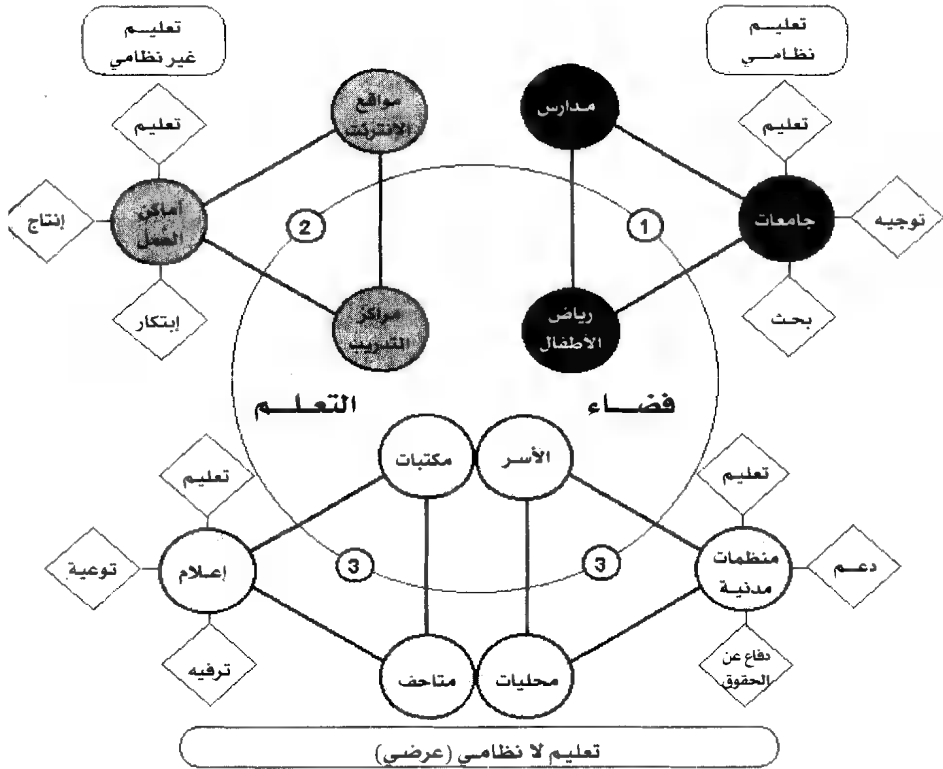 تعليم
نظامي
تعليم
غير نظامي
مدارس
تعليم
جامعات
توجيه
بحث
رياض
الأطفال
1
مواقع
الانترنت
تعليم
أماكن
العمل
إنتاج
إبتكار
مراكز
التدريب
2
فضاء
التعلم
الأسر
تعليم
منظمات
مدنية
دعم
دفاع عن
الحقوق
محليات
3
مكتبات
تعليم
إعلام
توعية
ترفيه
متاحف
3
تعليم لا نظامي (عرضي)